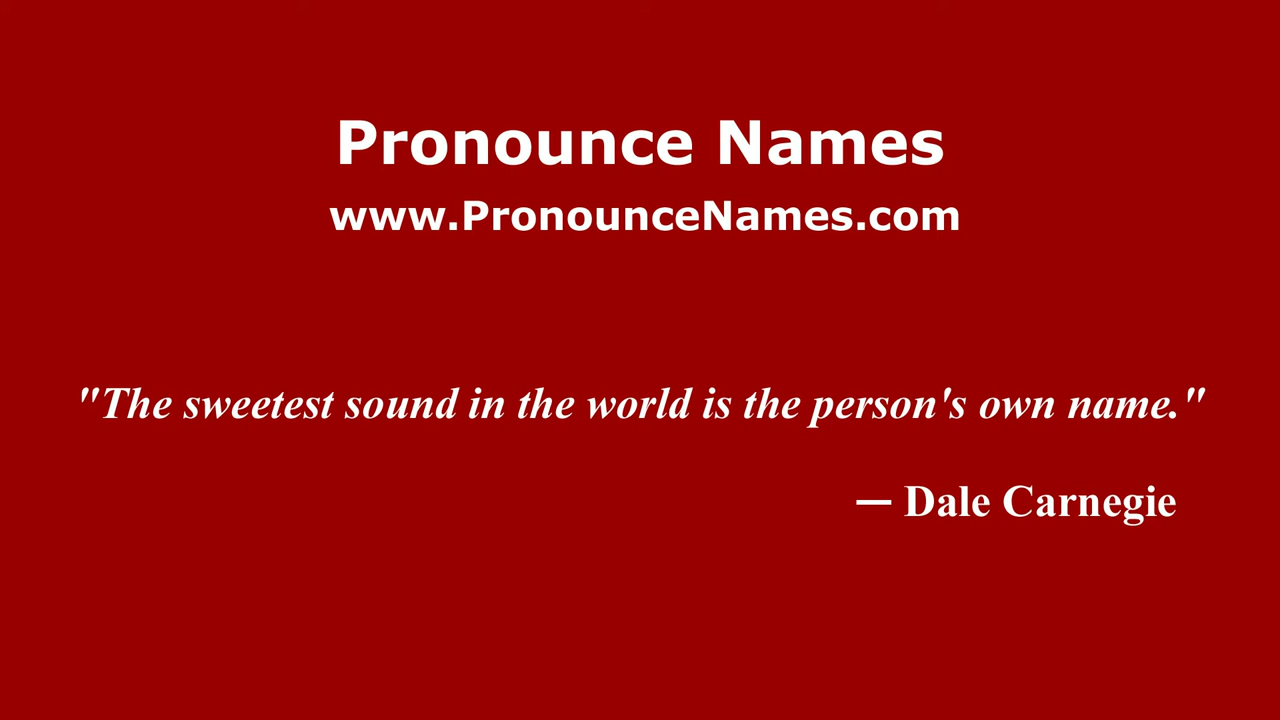 Pronounce Names
www.PronounceNames.com
"The sweetest sound in the world is the person's own name."
— Dale Carnegie